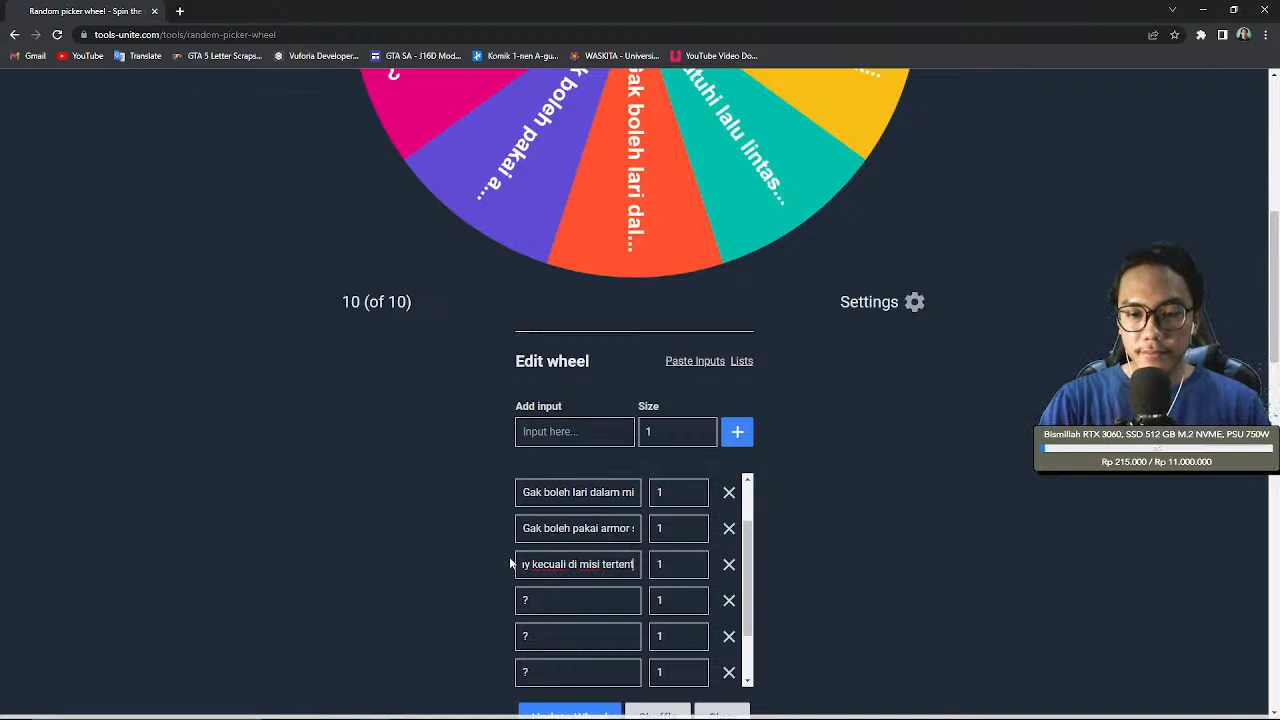 Random picker wheel - Spin the
tools-unite.com/tools/random-picker-wheel
Gmail
YouTube
Translate
GTA 5 Letter Scraps...
Vuforia Developer...
GTA SA - J16D Mod...
Komik 1-nen A-gu...
WASKITA - Universi...
YouTube Video Do...
?
k boleh pakai a...
Gak boleh lari dal...
atuhi lalu lintas...
...
10 (of 10)
Settings
Edit wheel
Paste Inputs
Lists
Add input
Size
Input here...
1
+
Gak boleh lari dalam mi
1
Gak boleh pakai armor s
1
kecuali di misi tertent
1
?
1
?
1
?
1
Update Wheel
Shuffle
Bismillah RTX 3060, SSD 512 GB M.2 NVME, PSU 750W
Rp 215.000 / Rp 11.000.000